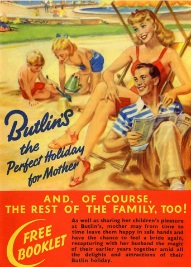 Butlin's
the
Perfect Holiday
for Mother
AND, OF COURSE,
THE REST OF THE FAMILY, TOO!
FREE
BOOKLET
As well as sharing her children's pleasure
at Butlin's, mother may from time to
time leave them happy in safe hands and
have the chance to feel a bride again,
recapturing with her husband the magic
of their earlier years together amid all
the delights and attractions of their
Butlin holiday.